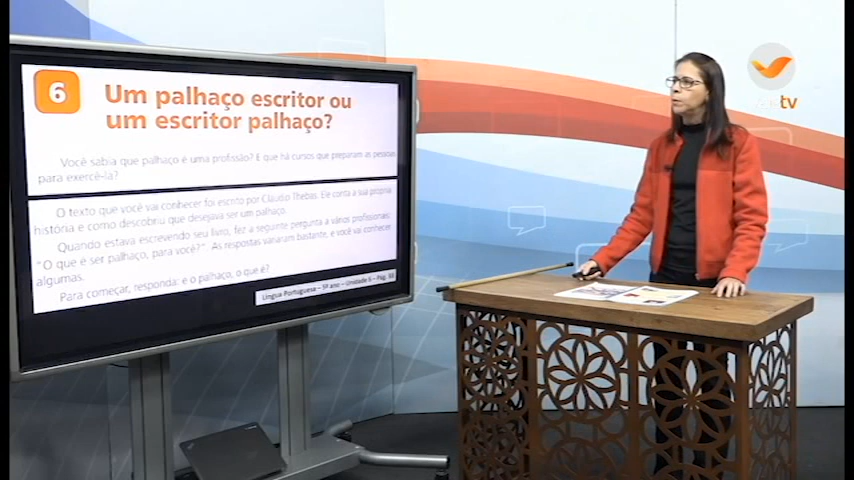 6
Um palhaço escritor ou
um escritor palhaço?
Você sabia que palhaço é uma profissão? E que há cursos que preparam as pessoas
para exercê-la?
O texto que você vai conhecer foi escrito por Cláudio Thebas. Ele conta a sua própria
história e como descobriu que desejava ser um palhaço.
Quando estava escrevendo seu livro, fez a seguinte pergunta a vários profissionais:
"O que é ser palhaço, para você?". As respostas variaram bastante, e você vai conhecer
algumas.
Para começar, responda: e o palhaço, o que é?
Língua Portuguesa – 5º ano – Unidade 6 – Pág.
tv